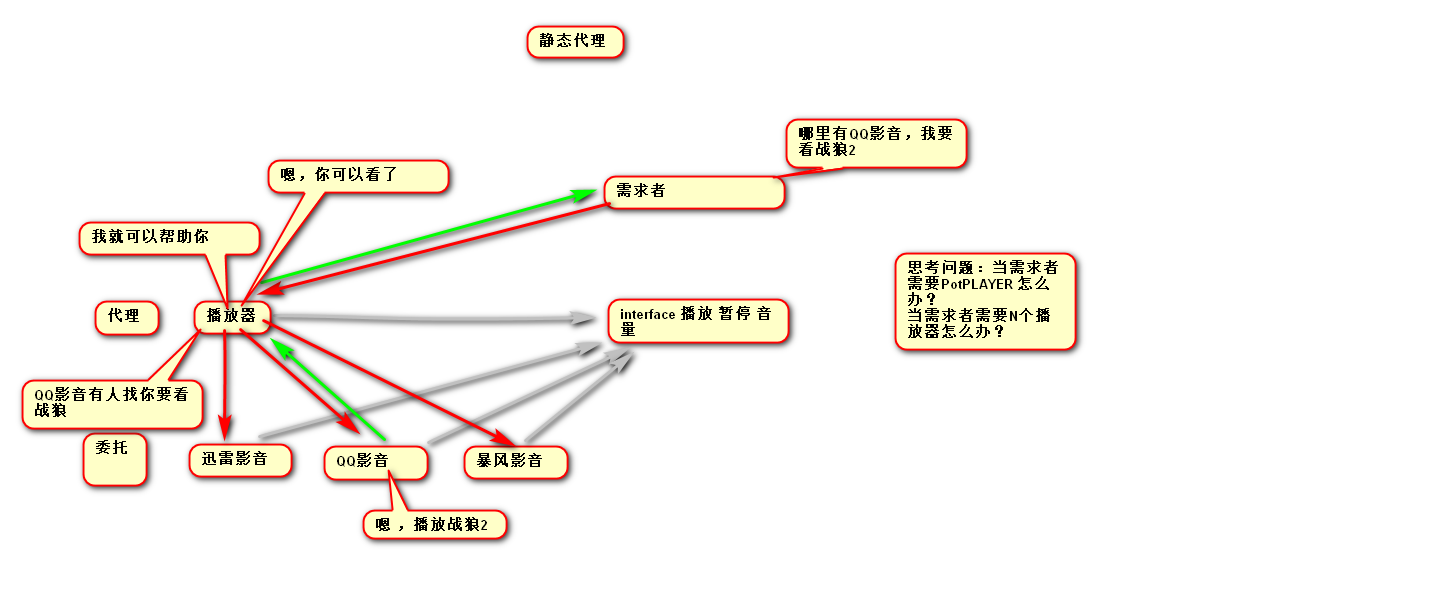 静态代理
哪里有QQ影音，我要
看战狼2
嗯，你可以看了
需求者
我就可以帮助你
思考问题：当需求者
需要PotPLAYER 怎么
办？
当需求者需要N个播
放器怎么办？
代理
播放器
interface 播放 暂停 音
量
QQ影音有人找你要看
战狼
委托
迅雷影音
QQ影音
暴风影音
嗯 ，播放战狼2